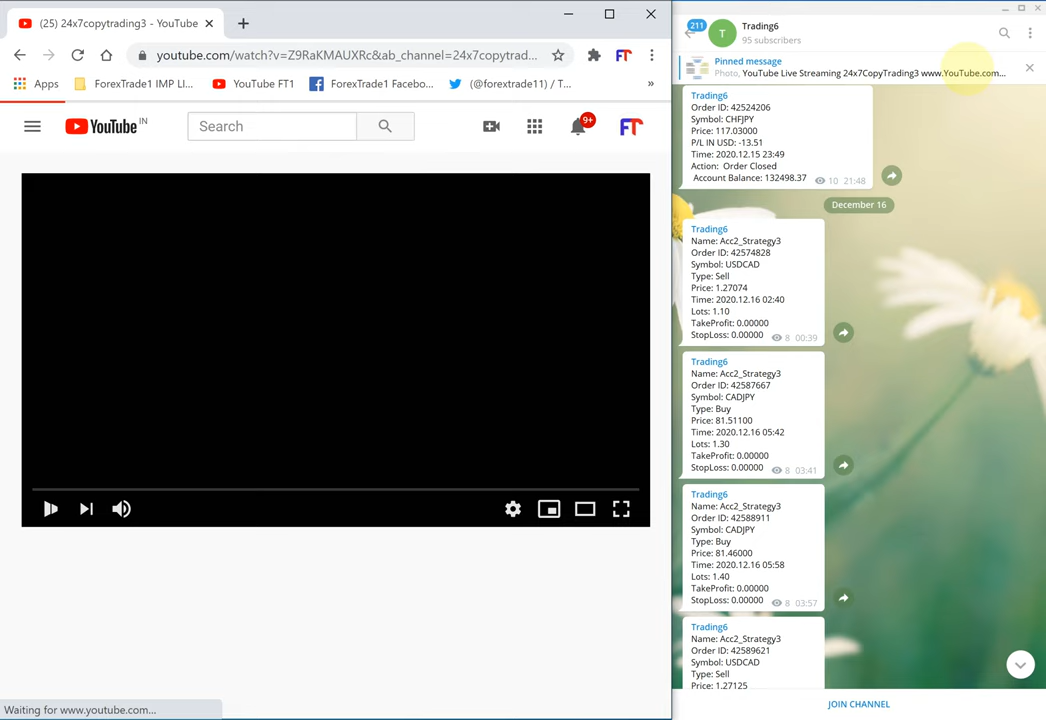 (25) 24x7copytrading3 - YouTube
youtube.com/watch?v=Z9RaKMAUXRc&ab_channel=24x7copytrad...
Apps
ForexTrade1 IMP LI...
YouTube FT1
ForexTrade1 Facebo...
(@forextrade11) / T...
»
YouTube IN
Search
9+
FT
Waiting for www.youtube.com...
211
T
Trading6
95 subscribers
Pinned message
Photo, YouTube Live Streaming 24x7CopyTrading3 www.YouTube.com...
Trading6
Order ID: 42524206
Symbol: CHFJPY
Price: 117.03000
P/L IN USD: -13.51
Time: 2020.12.15 23:49
Action: Order Closed
Account Balance: 132498.37
10 21:48
December 16
Trading6
Name: Acc2_Strategy3
Order ID: 42574828
Symbol: USDCAD
Type: Sell
Price: 1.27074
Time: 2020.12.16 02:40
Lots: 1.10
TakeProfit: 0.00000
StopLoss: 0.00000
8 00:39
Trading6
Name: Acc2_Strategy3
Order ID: 42587667
Symbol: CADJPY
Type: Buy
Price: 81.51100
Time: 2020.12.16 05:42
Lots: 1.30
TakeProfit: 0.00000
StopLoss: 0.00000
8 03:41
Trading6
Name: Acc2_Strategy3
Order ID: 42588911
Symbol: CADJPY
Type: Buy
Price: 81.46000
Time: 2020.12.16 05:58
Lots: 1.40
TakeProfit: 0.00000
StopLoss: 0.00000
8 03:57
Trading6
Name: Acc2_Strategy3
Order ID: 42589621
Symbol: USDCAD
Type: Sell
Price: 1.27125
JOIN CHANNEL